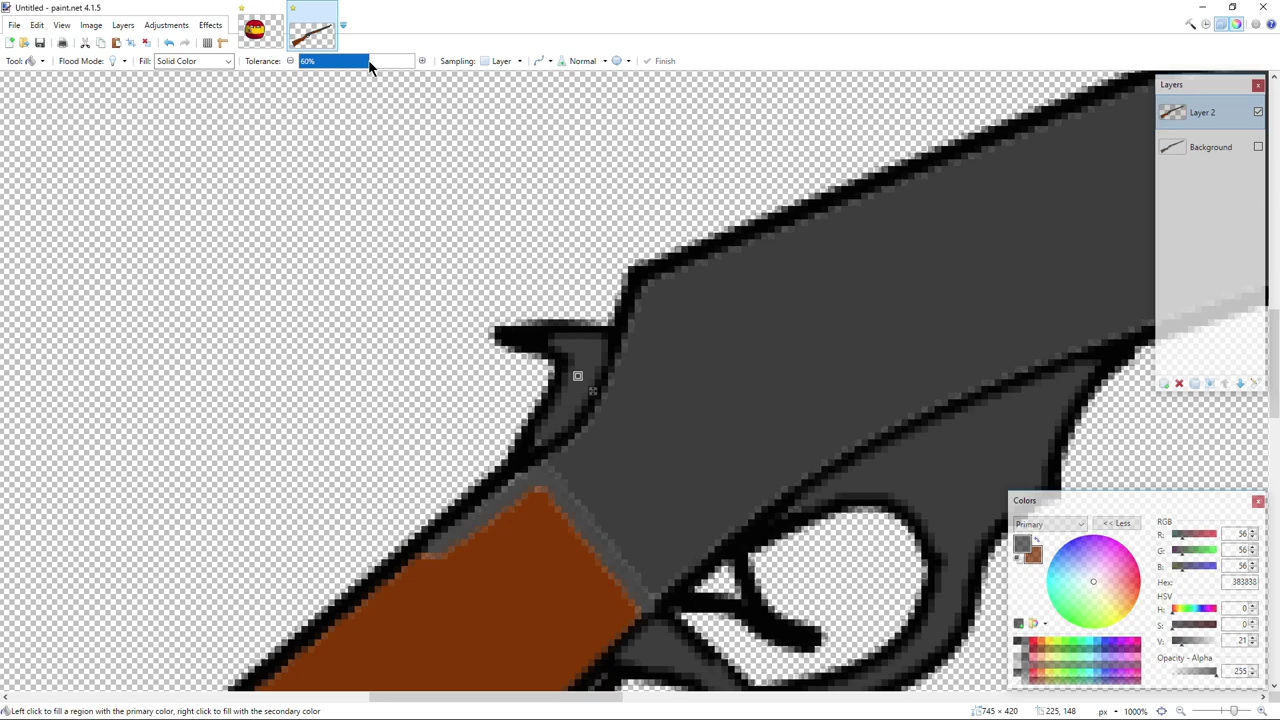 Untitled - paint.net 4.1.5
File Edit View Image Layers Adjustments Effects
Tool: Flood Mode: Fill: Solid Color Tolerance: 60% Sampling: Layer Normal Finish
Layers
Layer 2
Background
Colors
Primary << Less
RGB
R: 56
G: 56
B: 56
Hex: 383838
HSV
H: 0
S: 0
V: 21
Opacity - Alpha
255
Left click to fill a region with the primary color, right click to fill with the secondary color 745 × 420 225, 148 px 1000%